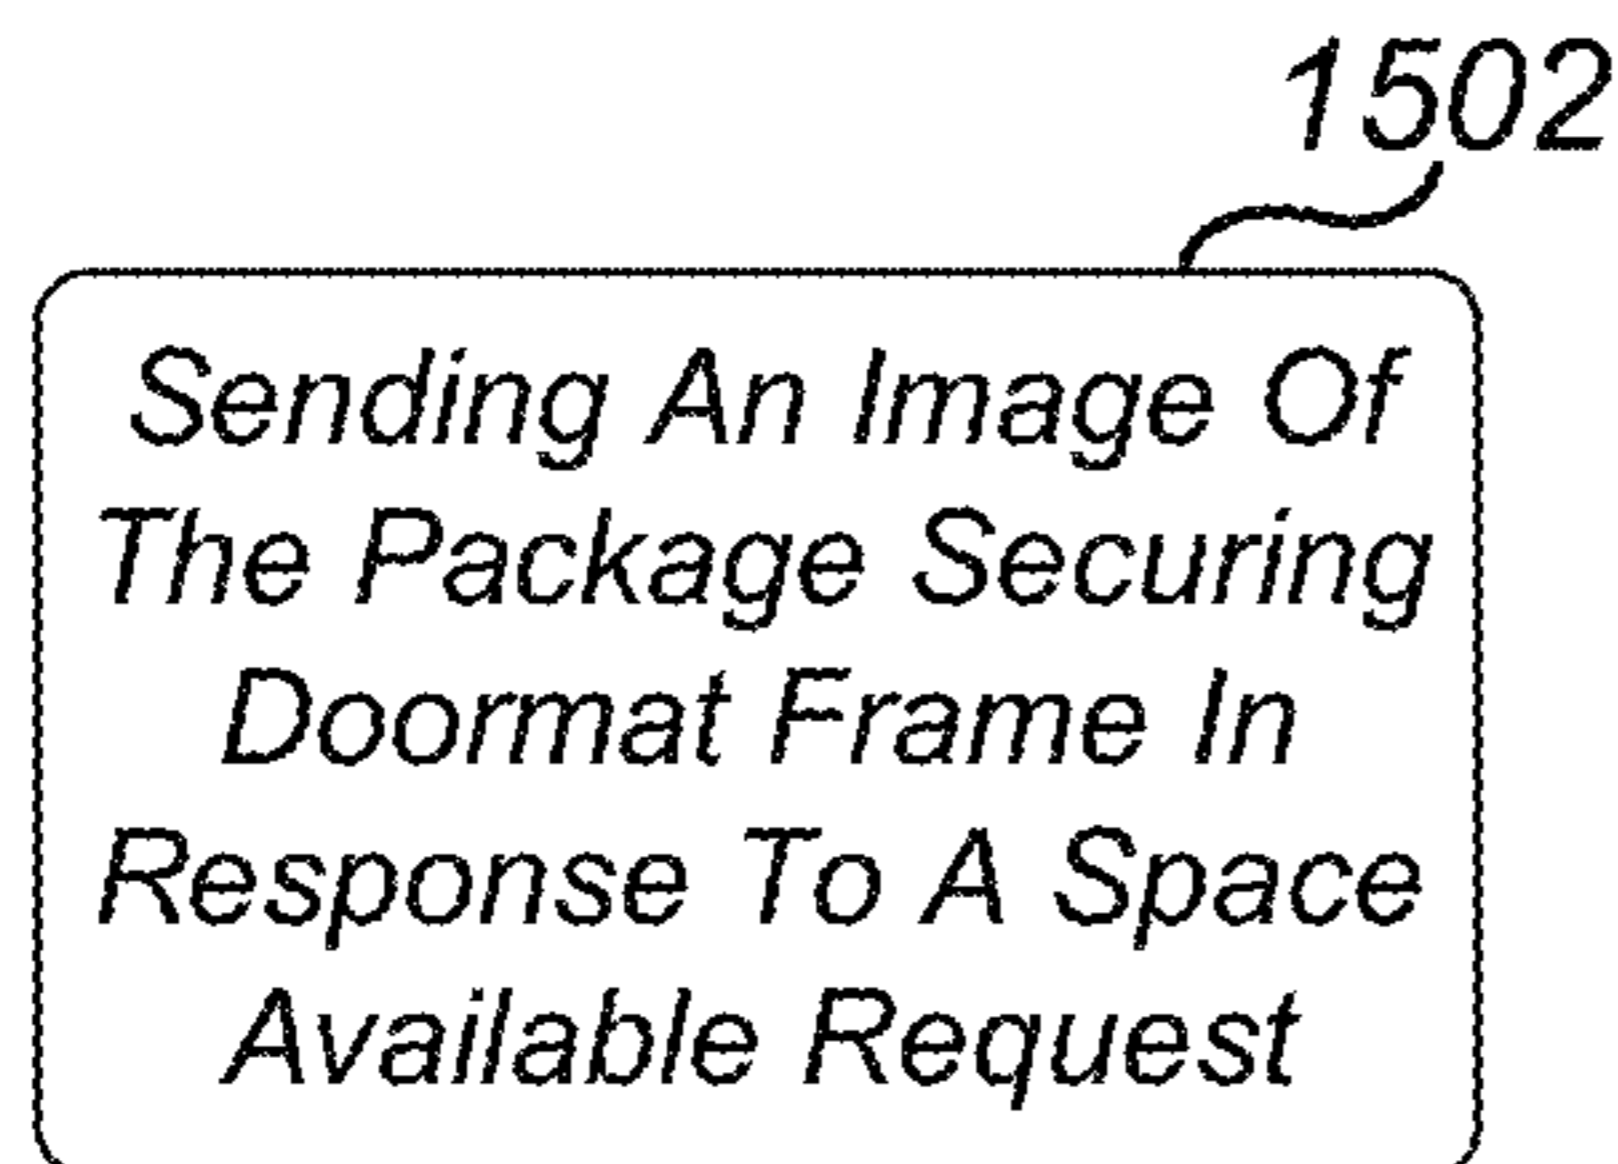 1502
Sending An Image Of
The Package Securing
Doormat Frame In
Response To A Space
Available Request